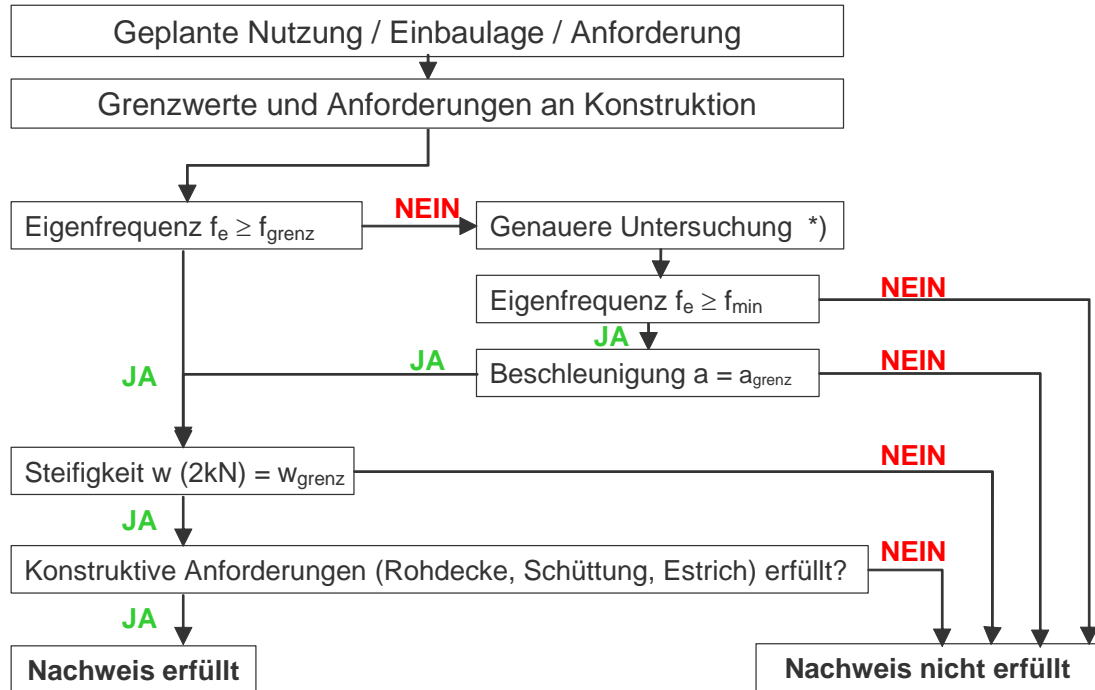 Geplante Nutzung / Einbaulage / Anforderung
Grenzwerte und Anforderungen an Konstruktion
Eigenfrequenz fe ≥ fgrenz
NEIN
Genauere Untersuchung *)
Eigenfrequenz fe ≥ fmin
NEIN
JA
JA
JA
Beschleunigung a = agrenz
NEIN
Steifigkeit w (2kN) = wgrenz
NEIN
JA
Konstruktive Anforderungen (Rohdecke, Schüttung, Estrich) erfüllt?
NEIN
JA
Nachweis erfüllt
Nachweis nicht erfüllt